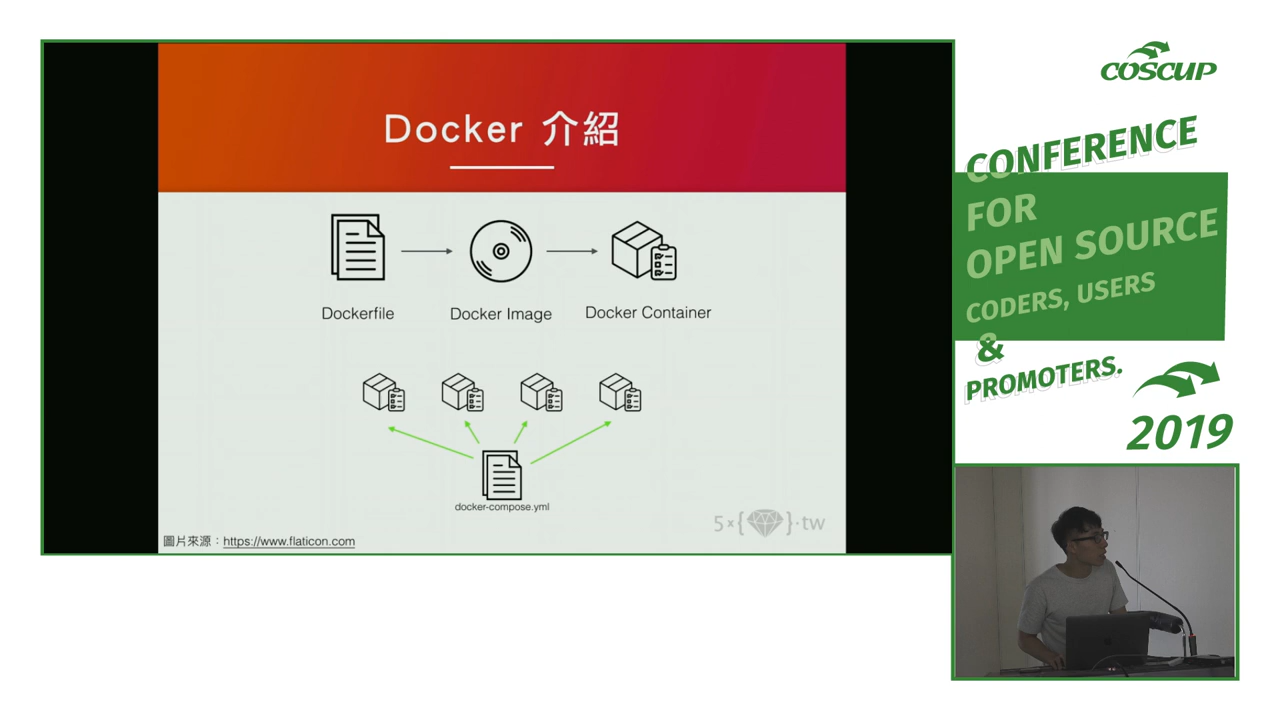 Docker 介紹
Dockerfile
Docker Image
Docker Container
docker-compose.yml
5×{ }·tw
圖片來源：https://www.flaticon.com
COSCUP
CONFERENCE
FOR
OPEN SOURCE
CODERS, USERS
&
PROMOTERS.
2019